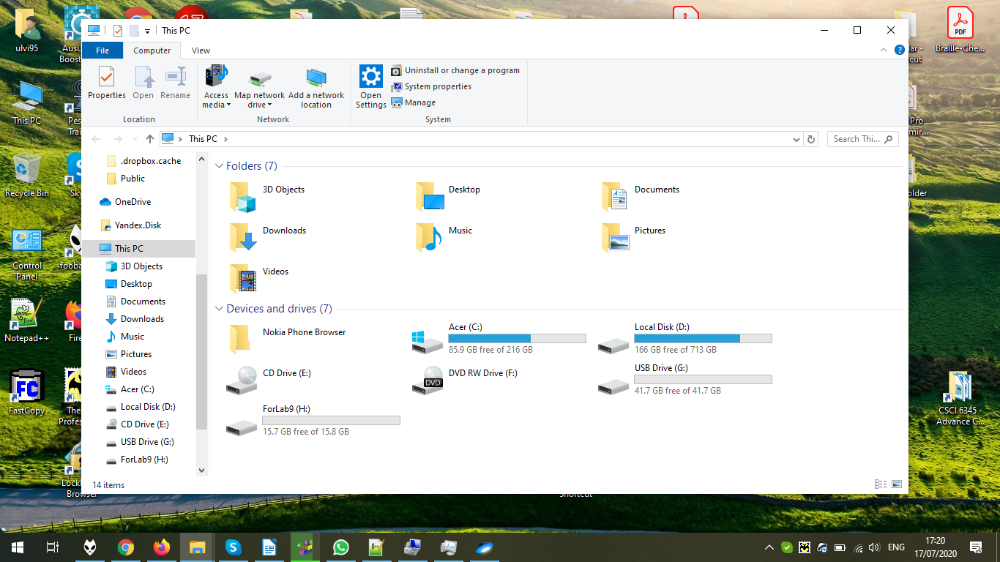 ulvi95
This PC
Recycle Bin
Control
Panel
Notepad++
FastCopy
AusL
Boost
Pes
Trai
Sky
fooba
Fire
The
Profes
Locki
Browser
This PC
File
Computer
View
Properties
Open
Rename
Location
Access
media
Map network
drive
Add a network
location
Network
Open
Settings
Uninstall or change a program
System properties
Manage
System
This PC
Search Thi...
.dropbox.cache
Public
OneDrive
Yandex.Disk
This PC
3D Objects
Desktop
Documents
Downloads
Music
Pictures
Videos
Acer (C:)
Local Disk (D:)
CD Drive (E:)
USB Drive (G:)
ForLab9 (H:)
Folders (7)
3D Objects
Desktop
Documents
Downloads
Music
Pictures
Videos
Devices and drives (7)
Nokia Phone Browser
Acer (C:)
85.9 GB free of 216 GB
Local Disk (D:)
166 GB free of 713 GB
CD Drive (E:)
DVD
DVD RW Drive (F:)
USB Drive (G:)
41.7 GB free of 41.7 GB
ForLab9 (H:)
15.7 GB free of 15.8 GB
14 items
Shortcut
dar -
cut
PDF
Braille-Che...
Pro
mir...
older
CSCI 6345 -
Advance C...
FC
ENG
17:20
17/07/2020